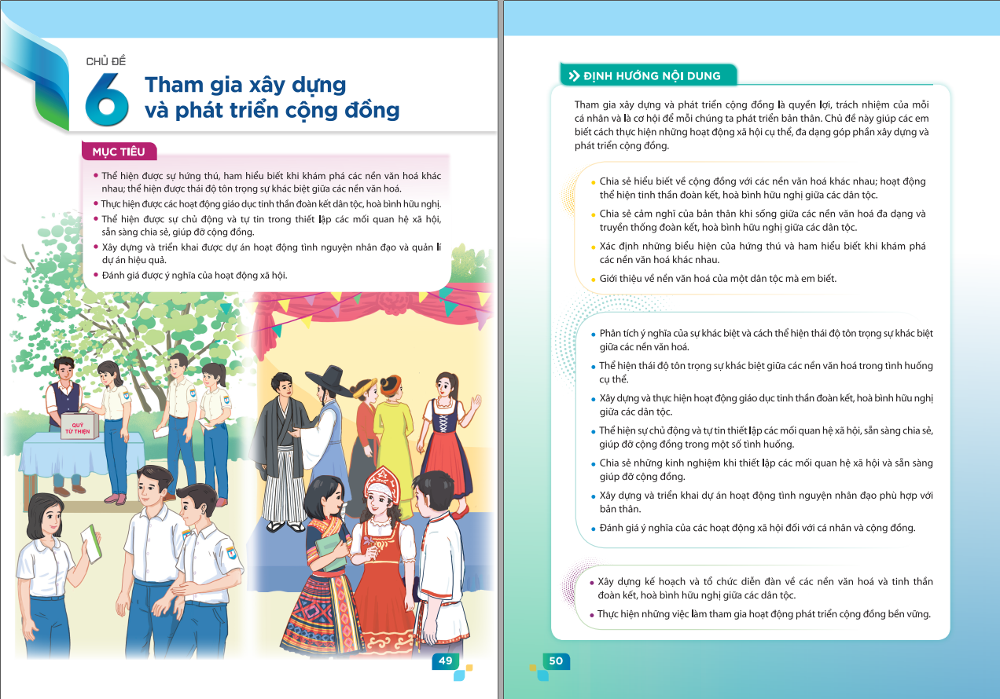 CHỦ ĐỀ
6
Tham gia xây dựng
và phát triển cộng đồng
MỤC TIÊU
• Thể hiện được sự hứng thú, ham hiểu biết khi khám phá các nền văn hoá khác
nhau; thể hiện được thái độ tôn trọng sự khác biệt giữa các nền văn hoá.
• Thực hiện được các hoạt động giáo dục tinh thần đoàn kết dân tộc, hoà bình hữu nghị.
• Thể hiện được sự chủ động và tự tin trong thiết lập các mối quan hệ xã hội,
sẵn sàng chia sẻ, giúp đỡ cộng đồng.
• Xây dựng và triển khai được dự án hoạt động tình nguyện nhân đạo và quản lí
dự án hiệu quả.
• Đánh giá được ý nghĩa của hoạt động xã hội.
QUỸ
TỪ THIỆN
49
ĐỊNH HƯỚNG NỘI DUNG
Tham gia xây dựng và phát triển cộng đồng là quyền lợi, trách nhiệm của mỗi
cá nhân và là cơ hội để mỗi chúng ta phát triển bản thân. Chủ đề này giúp các em
biết cách thực hiện những hoạt động xã hội cụ thể, đa dạng góp phần xây dựng và
phát triển cộng đồng.
• Chia sẻ hiểu biết về cộng đồng với các nền văn hoá khác nhau; hoạt động
thể hiện tinh thần đoàn kết, hoà bình hữu nghị giữa các dân tộc.
• Chia sẻ cảm nghĩ của bản thân khi sống giữa các nền văn hoá đa dạng và
truyền thống đoàn kết, hoà bình hữu nghị giữa các dân tộc.
• Xác định những biểu hiện của hứng thú và ham hiểu biết khi khám phá
các nền văn hoá khác nhau.
• Giới thiệu về nền văn hoá của một dân tộc mà em biết.
• Phân tích ý nghĩa của sự khác biệt và cách thể hiện thái độ tôn trọng sự khác biệt
giữa các nền văn hoá.
• Thể hiện thái độ tôn trọng sự khác biệt giữa các nền văn hoá trong tình huống
cụ thể.
• Xây dựng và thực hiện hoạt động giáo dục tinh thần đoàn kết, hoà bình hữu nghị
giữa các dân tộc.
• Thể hiện sự chủ động và tự tin thiết lập các mối quan hệ xã hội, sẵn sàng chia sẻ,
giúp đỡ cộng đồng trong một số tình huống.
• Chia sẻ những kinh nghiệm khi thiết lập các mối quan hệ xã hội và sẵn sàng
giúp đỡ cộng đồng.
• Xây dựng và triển khai dự án hoạt động tình nguyện nhân đạo phù hợp với
bản thân.
• Đánh giá ý nghĩa của các hoạt động xã hội đối với cá nhân và cộng đồng.
• Xây dựng kế hoạch và tổ chức diễn đàn về các nền văn hoá và tinh thần
đoàn kết, hoà bình hữu nghị giữa các dân tộc.
• Thực hiện những việc làm tham gia hoạt động phát triển cộng đồng bền vững.
50